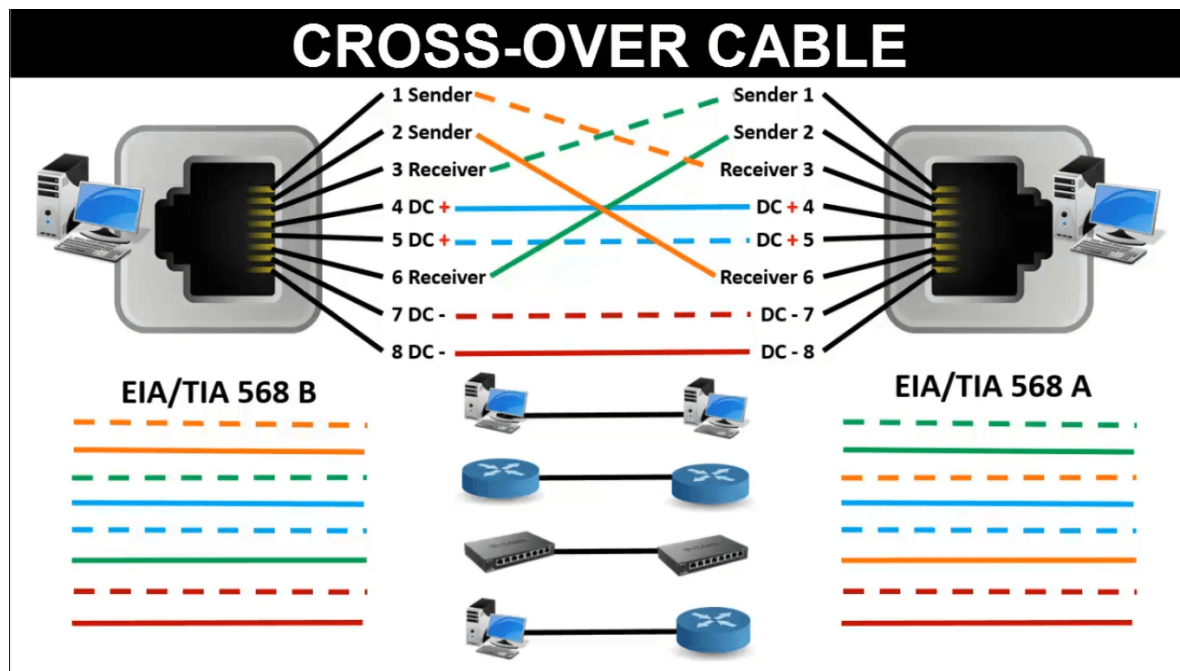 CROSS-OVER CABLE
1 Sender
2 Sender
3 Receiver
4 DC +
5 DC +
6 Receiver
7 DC -
8 DC -
Sender 1
Sender 2
Receiver 3
DC + 4
DC + 5
Receiver 6
DC - 7
DC - 8
EIA/TIA 568 B
EIA/TIA 568 A